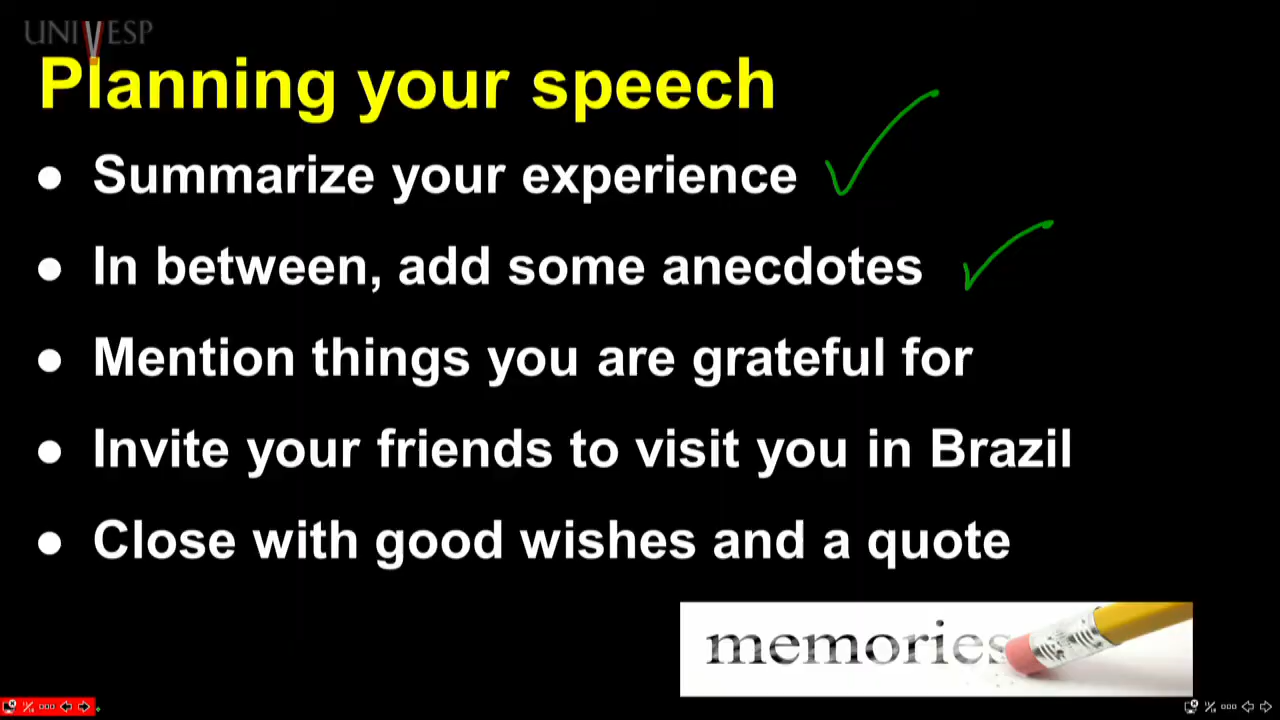 UNIVESP
Planning your speech
● Summarize your experience
● In between, add some anecdotes
● Mention things you are grateful for
● Invite your friends to visit you in Brazil
● Close with good wishes and a quote
memories